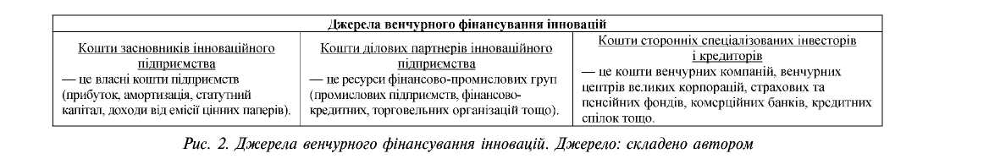 Джерела венчурного фінансування інновацій
Кошти засновників інноваційного
підприємства
— це власні кошти підприємств
(прибуток, амортизація, статутний
капітал, доходи від емісії цінних паперів).
Кошти ділових партнерів інноваційного
підприємства
— це ресурси фінансово-промислових груп
(промислових підприємств, фінансово-
кредитних, торговельних організацій тощо).
Кошти сторонніх спеціалізованих інвесторів
і кредиторів
— це кошти венчурних компаній, венчурних
центрів великих корпорацій, страхових та
пенсійних фондів, комерційних банків, кредитних
спілок тощо.
Рис. 2. Джерела венчурного фінансування інновацій. Джерело: складено автором